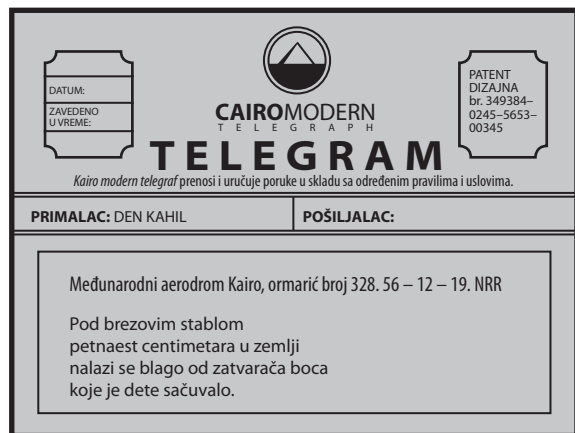 DATUM:
ZAVEDENO
U VREME:
CAIROMODERN
TELEGRAPH
PATENT
DIZAJNA
br. 349384–
0245–5653–
00345
TELEGRAM
Kairo modern telegraf prenosi i uručuje poruke u skladu sa određenim pravilima i uslovima.
PRIMALAC: DEN KAHIL
POŠILJALAC:
Međunarodni aerodrom Kairo, ormarić broj 328. 56 – 12 – 19. NRR
Pod brezovim stablom
petnaest centimetara u zemlji
nalazi se blago od zatvarača boca
koje je dete sačuvalo.